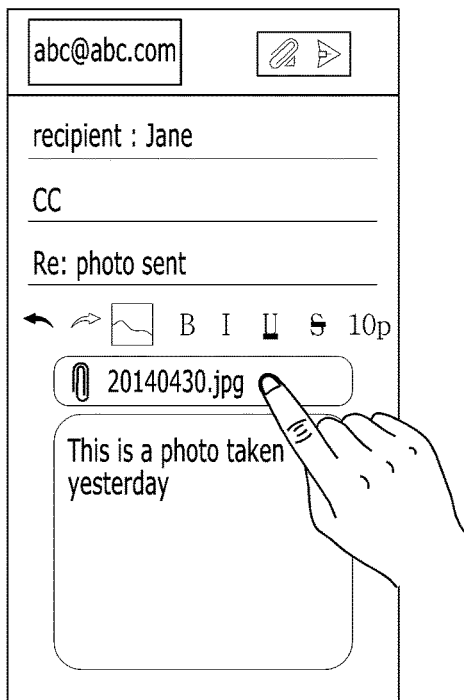 abc@abc.com
recipient : Jane
CC
Re: photo sent
B I U S 10p
20140430.jpg
This is a photo taken
yesterday